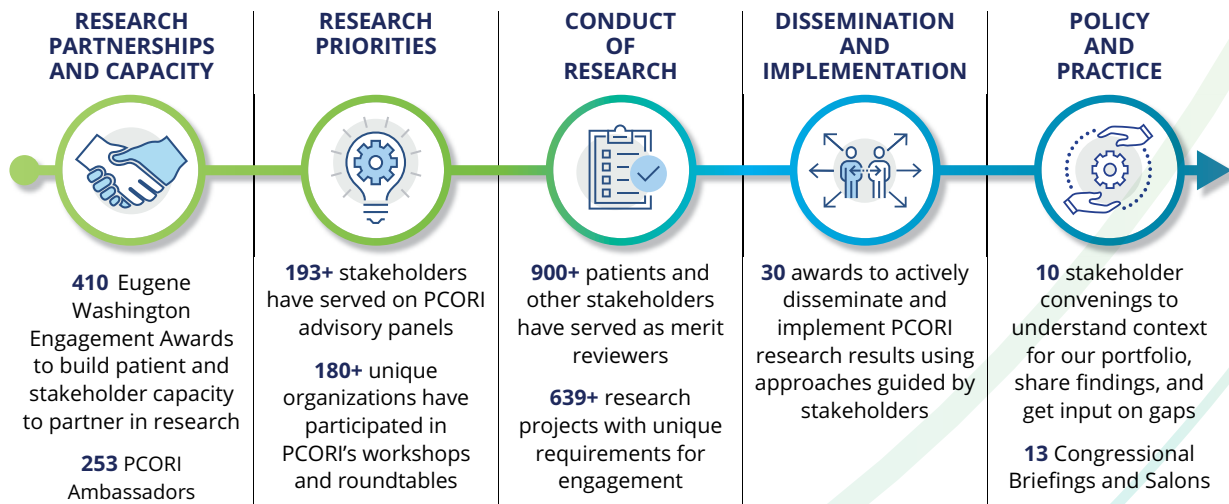 RESEARCH
PARTNERSHIPS
AND CAPACITY
410 Eugene
Washington
Engagement Awards
to build patient and
stakeholder capacity
to partner in research
253 PCORI
Ambassadors
RESEARCH
PRIORITIES
193+ stakeholders
have served on PCORI
advisory panels
180+ unique
organizations have
participated in
PCORI’s workshops
and roundtables
CONDUCT
OF
RESEARCH
900+ patients and
other stakeholders
have served as merit
reviewers
639+ research
projects with unique
requirements for
engagement
DISSEMINATION
AND
IMPLEMENTATION
30 awards to actively
disseminate and
implement PCORI
research results using
approaches guided by
stakeholders
POLICY
AND
PRACTICE
10 stakeholder
convenings to
understand context
for our portfolio,
share findings, and
get input on gaps
13 Congressional
Briefings and Salons